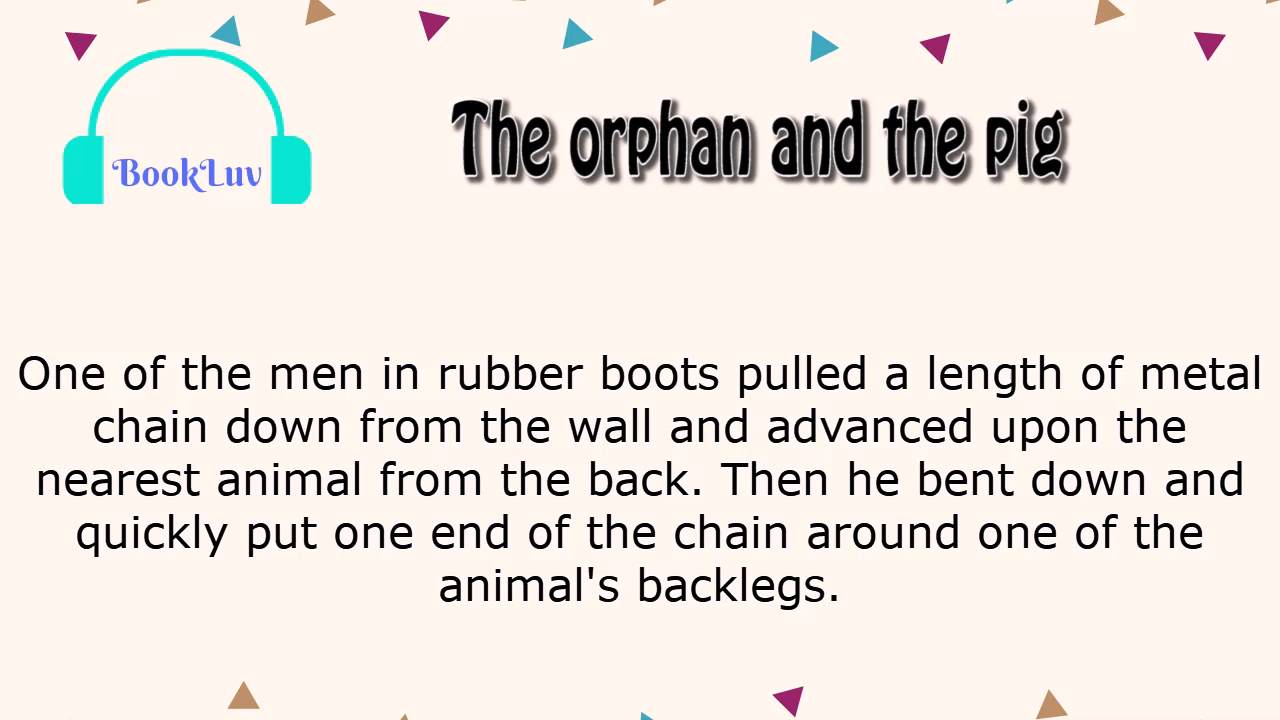 The orphan and the pig
BookLuv
One of the men in rubber boots pulled a length of metal
chain down from the wall and advanced upon the
nearest animal from the back. Then he bent down and
quickly put one end of the chain around one of the
animal's backlegs.